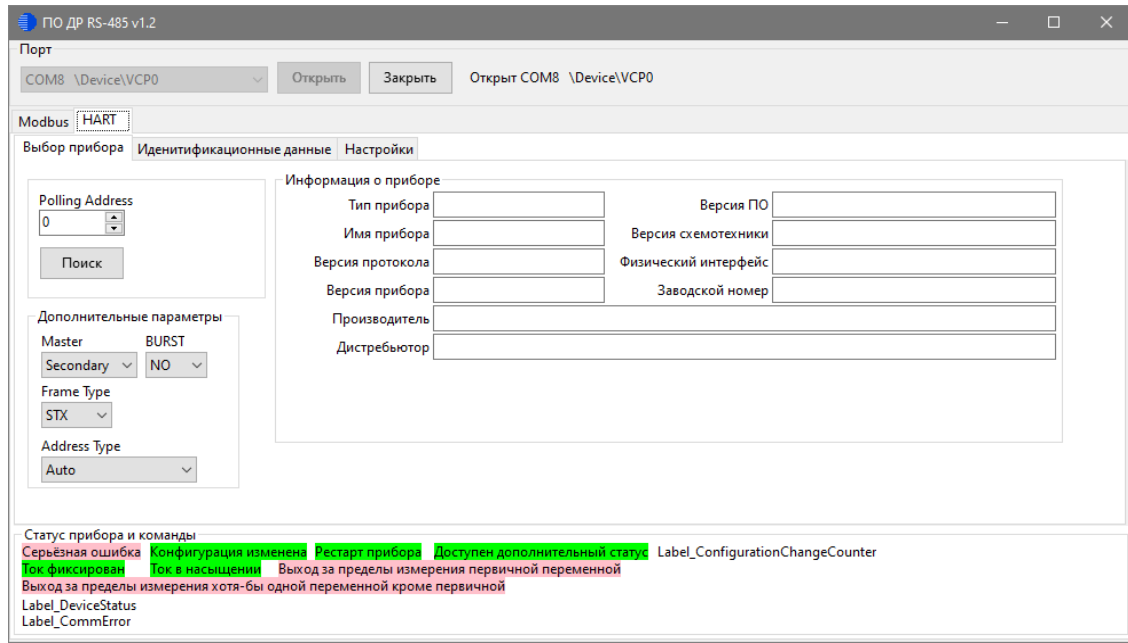 ПО ДР RS-485 v1.2
Порт
COM8 \Device\VCP0 Открыть Закрыть Открыт COM8 \Device\VCP0
Modbus HART
Выбор прибора Иденитификационные данные Настройки
Polling Address
0
Поиск
Дополнительные параметры
Master BURST
Secondary NO
Frame Type
STX
Address Type
Auto
Информация о приборе
Тип прибора Версия ПО
Имя прибора Версия схемотехники
Версия протокола Физический интерфейс
Версия прибора Заводской номер
Производитель
Дистребьютор
Статус прибора и команды
Серьёзная ошибка Конфигурация изменена Рестарт прибора Доступен дополнительный статус Label_ConfigurationChangeCounter
Ток фиксирован Ток в насыщении Выход за пределы измерения первичной переменной
Выход за пределы измерения хотя-бы одной переменной кроме первичной
Label_DeviceStatus
Label_CommError